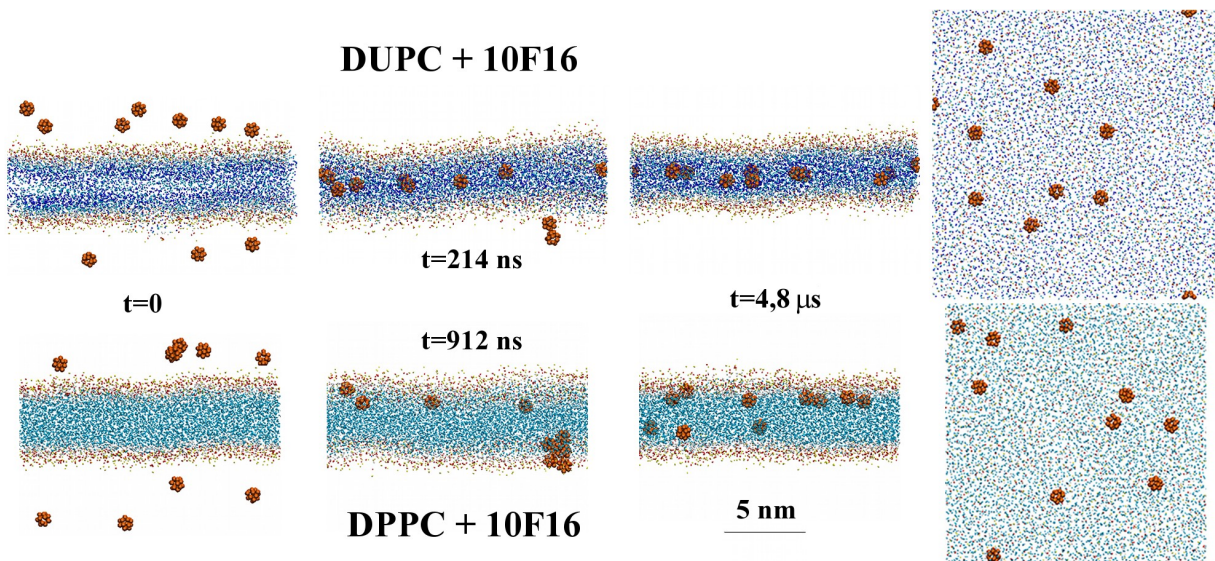 DUPC + 10F16
t=214 ns
t=0
t=4,8 μs
t=912 ns
5 nm
DPPC + 10F16